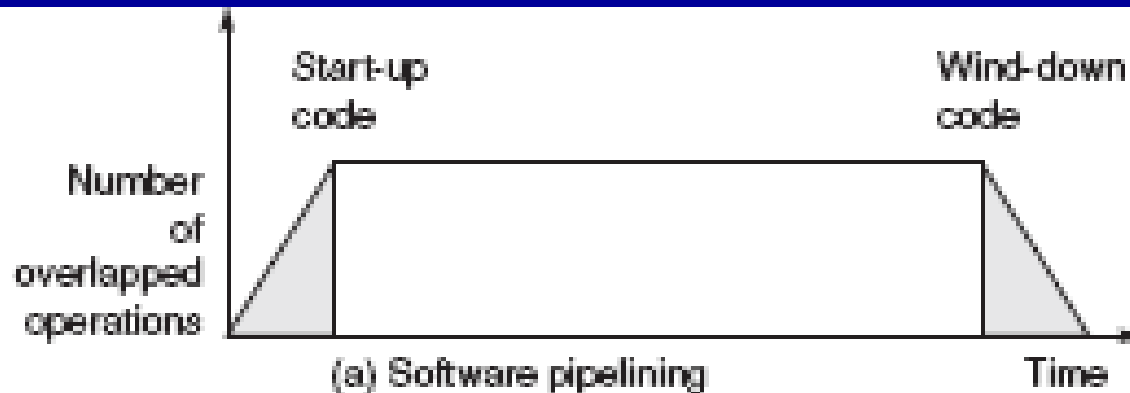 Start-up
code
Wind-down
code
Number
of
overlapped
operations
(a) Software pipelining
Time